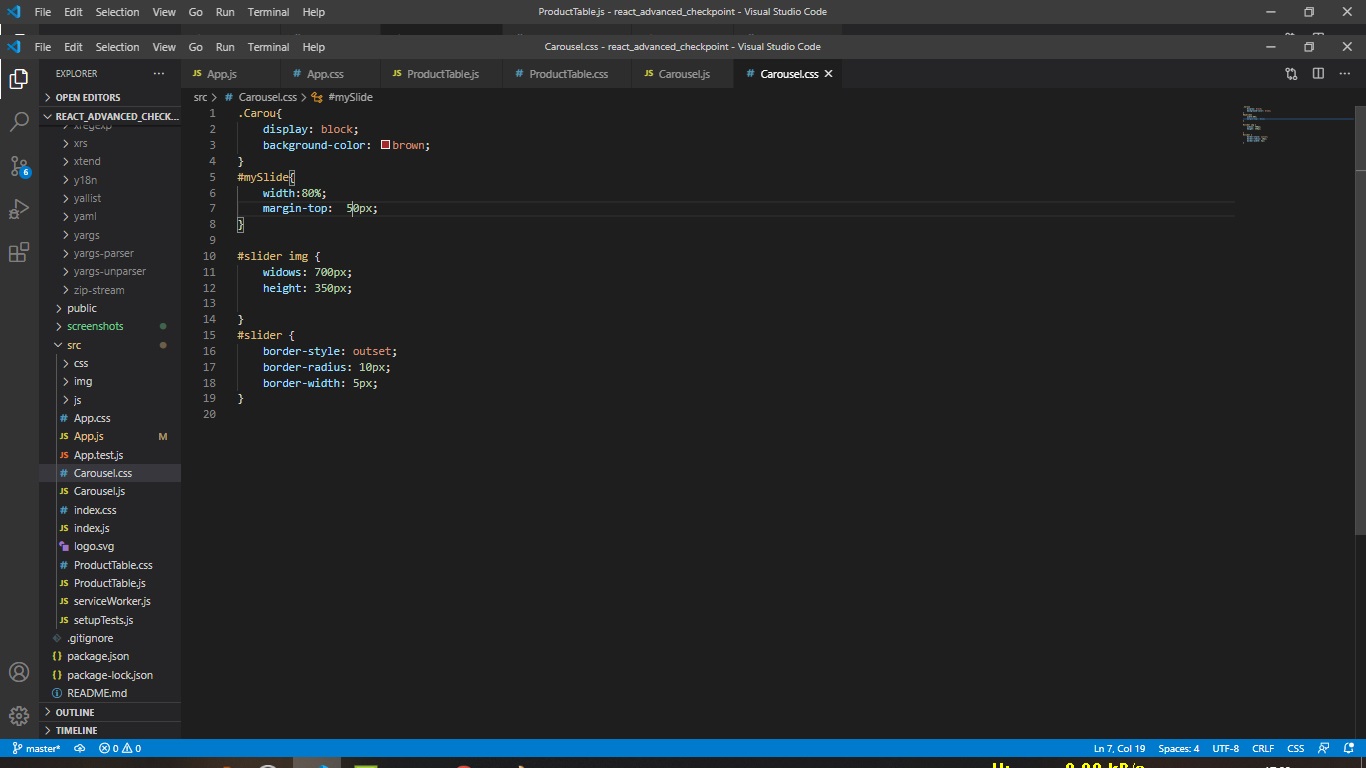 File Edit Selection View Go Run Terminal Help ProductTable.js - react_advanced_checkpoint - Visual Studio Code
File Edit Selection View Go Run Terminal Help Carousel.css - react_advanced_checkpoint - Visual Studio Code
EXPLORER ··· JS App.js # App.css JS ProductTable.js # ProductTable.css JS Carousel.js # Carousel.css
OPEN EDITORS
src > # Carousel.css > #mySlide
REACT_ADVANCED_CHECK...
xregexp
xrs
xtend
y18n
yallist
yaml
yargs
yargs-parser
yargs-unparser
zip-stream
public
screenshots
src
css
img
js
# App.css
JS App.js M
JS App.test.js
# Carousel.css
JS Carousel.js
# index.css
JS index.js
logo.svg
# ProductTable.css
JS ProductTable.js
JS serviceWorker.js
JS setupTests.js
.gitignore
{} package.json
{} package-lock.json
README.md
OUTLINE
TIMELINE
6
1 .Carou{
2 display: block;
3 background-color: brown;
4 }
5 #mySlide{
6 width:80%;
7 margin-top:  50px;
8 }
9
10 #slider img {
11 widows: 700px;
12 height: 350px;
13
14 }
15 #slider {
16 border-style: outset;
17 border-radius: 10px;
18 border-width: 5px;
19 }
20
master* 0 0 Ln 7, Col 19 Spaces: 4 UTF-8 CRLF CSS